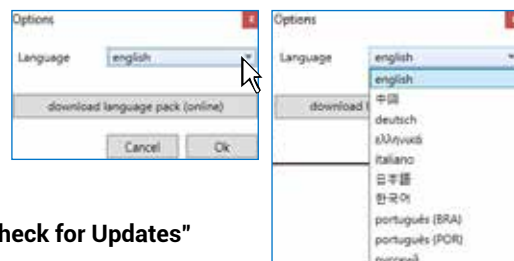 Options
Language
english
download language pack (online)
Cancel
Ok
Options
Language
english
download
english
中国
deutsch
ελληνικά
italiano
日本語
한국어
português (BRA)
português (POR)
русский
heck for Updates"